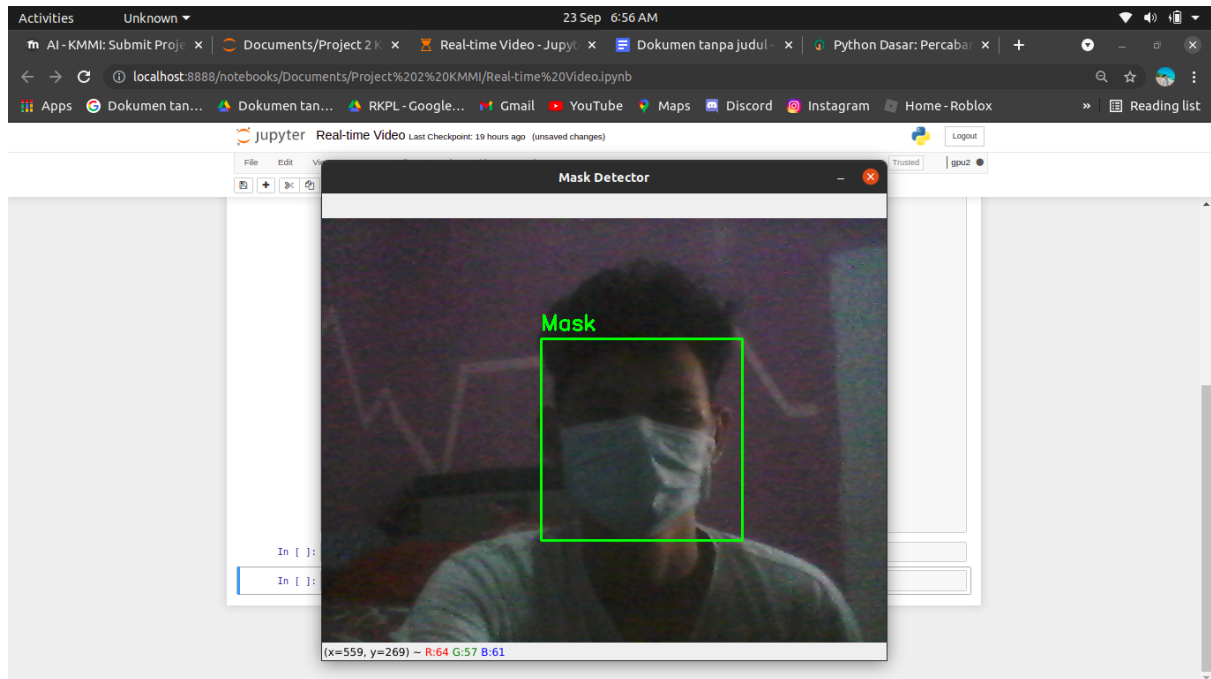 Activities Unknown 23 Sep 6:56 AM
AI - KMMI: Submit Proje Documents/Project 2 K Real-time Video - Jupyt Dokumen tanpa judul - Python Dasar: Percabar
localhost:8888/notebooks/Documents/Project%202%20KMMI/Real-time%20Video.ipynb
Apps Dokumen tan... Dokumen tan... RKPL - Google... Gmail YouTube Maps Discord Instagram Home - Roblox » Reading list
jupyter Real-time Video Last Checkpoint: 19 hours ago (unsaved changes) Logout
File Edit Trusted gpu2
Mask Detector
Mask
In [ ]:
In [ ]:
(x=559, y=269) ~ R:64 G:57 B:61